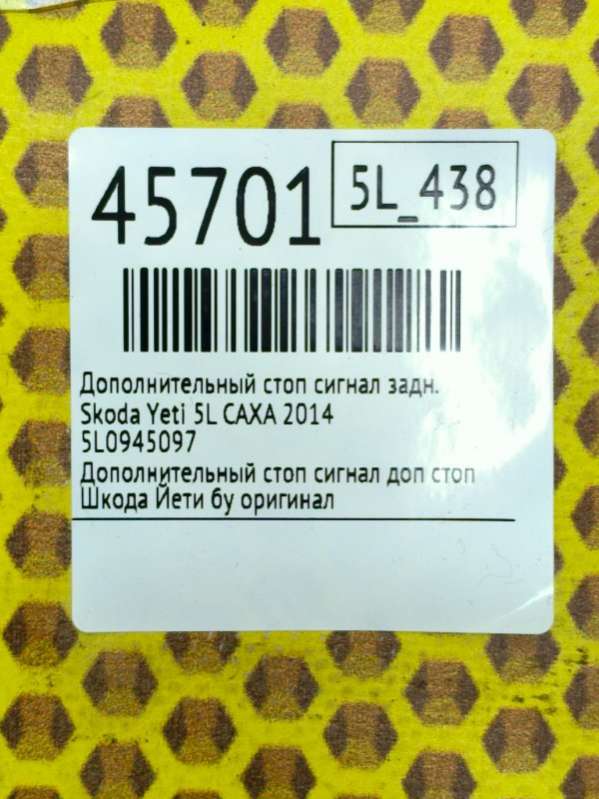 45701
5L_438
Дополнительный стоп сигнал задн.
Skoda Yeti 5L CAXA 2014
5L0945097
Дополнительный стоп сигнал доп стоп
Шкода Йети бу оригинал